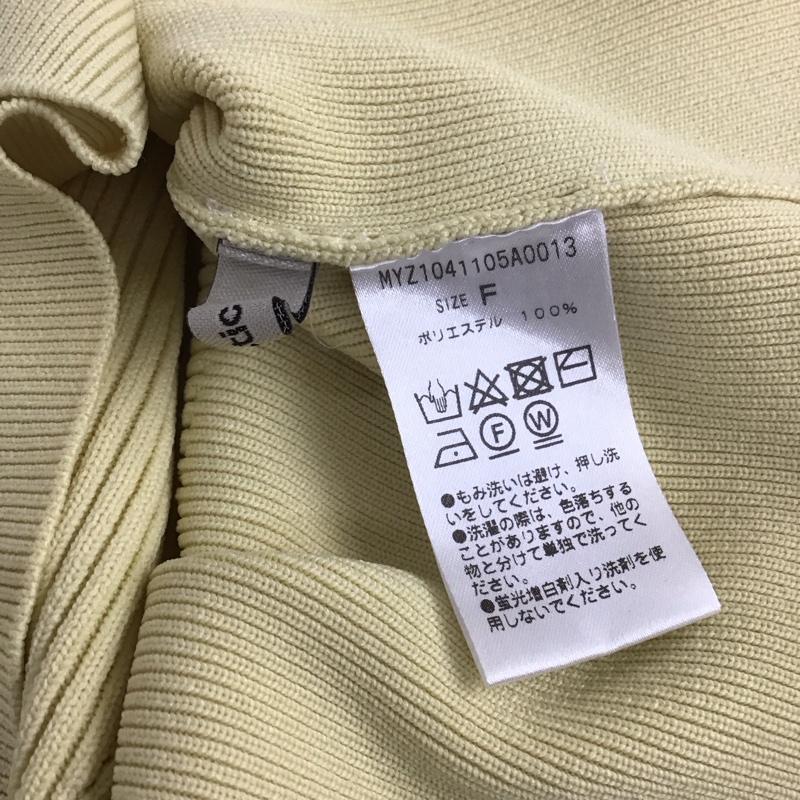 MYZ1041105A0013
SIZE F
ポリエステル 100%
F W
●もみ洗いは避け、押し洗
いをしてください。
●洗濯の際は、色落ちする
ことがありますので、他の
物と分けて単独で洗ってく
ださい。
●蛍光増白剤入り洗剤を使
用しないでください。